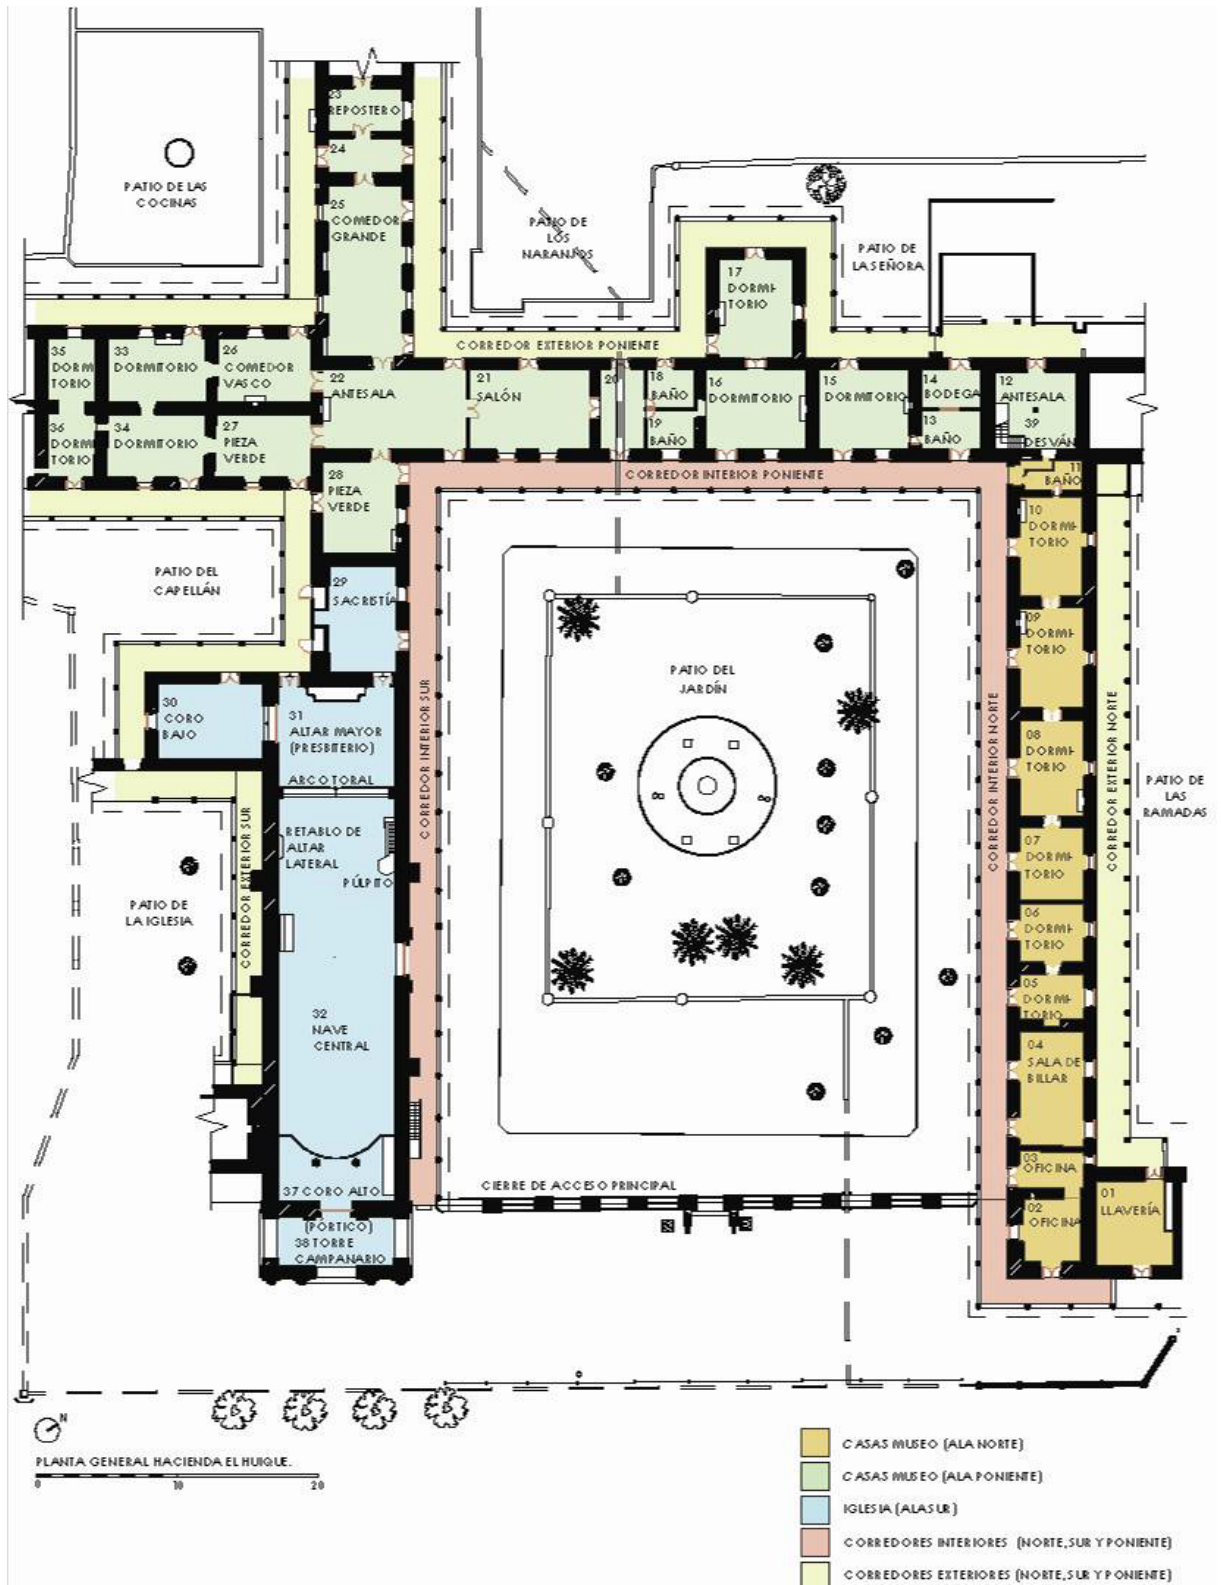 23
REPOSTERO
24
25
COMEDOR
GRANDE
PATIO DE LAS
COCINAS
PATIO DE
LOS
NARANJOS
PATIO DE
LA SEÑORA
17
DORMI-
TORIO
CORREDOR EXTERIOR PONIENTE
35
DORM
TORIO
33
DORMITORIO
26
COMEDOR
VASCO
22
ANTESALA
21
SALÓN
20
18
BAÑO
19
BAÑO
16
DORMITORIO
15
DORMITORIO
14
BODEGA
13
BAÑO
12
ANTESALA
39
DESVÁN
36
DORM
TORIO
34
DORMITORIO
27
PIEZA
VERDE
28
PIEZA
VERDE
CORREDOR INTERIOR PONIENTE
11
BAÑO
10
DORMI-
TORIO
PATIO DEL
CAPELLÁN
29
SACRISTÍA
09
DORMI-
TORIO
30
CORO
BAJO
31
ALTAR MAYOR
(PRESBITERIO)
ARCO TORAL
CORREDOR INTERIOR SUR
PATIO DEL
JARDÍN
CORREDOR INTERIOR NORTE
08
DORMI-
TORIO
CORREDOR EXTERIOR NORTE
PATIO DE
LAS
RAMADAS
CORREDOR EXTERIOR SUR
RETABLO DE
ALTAR
LATERAL
PÚLPITO
07
DORMI-
TORIO
PATIO DE
LA IGLESIA
06
DORMI-
TORIO
05
DORMI-
TORIO
32
NAVE
CENTRAL
04
SALA DE
BILLAR
03
OFICINA
37 CORO ALTO
CIERRE DE ACCESO PRINCIPAL
02
OFICINA
01
LLAVERÍA
(PÓRTICO)
38 TORRE
CAMPANARIO
N
PLANTA GENERAL HACIENDA EL HUIQUE.
0 10 20
CASAS MUSEO (ALA NORTE)
CASAS MUSEO (ALA PONIENTE)
IGLESIA (ALA SUR)
CORREDORES INTERIORES (NORTE, SUR Y PONIENTE)
CORREDORES EXTERIORES (NORTE, SUR Y PONIENTE)